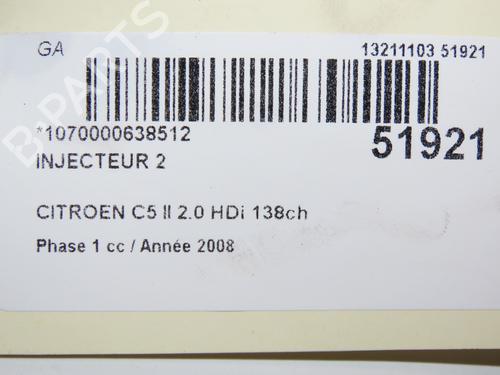 GA
13211103 51921
*1070000638512
51921
INJECTEUR 2
CITROEN C5 II 2.0 HDi 138ch
Phase 1 cc / Année 2008
B-PARTS